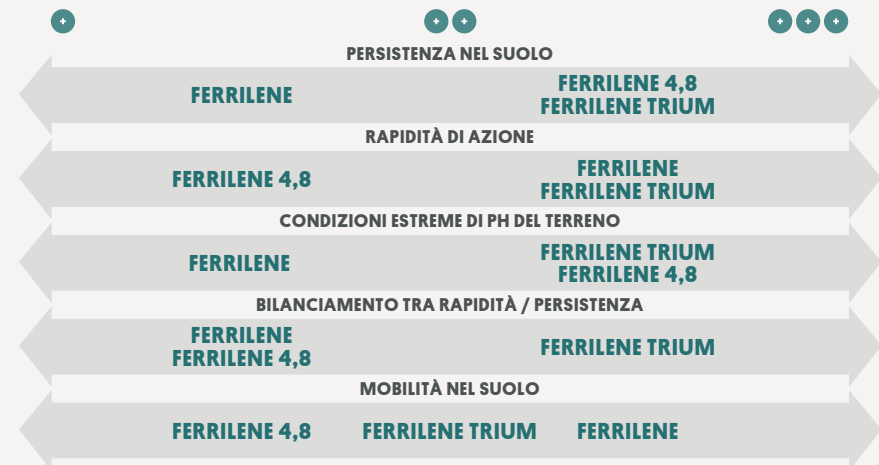 + ++ +++
PERSISTENZA NEL SUOLO
FERRILENE
FERRILENE 4,8
FERRILENE TRIUM
RAPIDITÀ DI AZIONE
FERRILENE 4,8
FERRILENE
FERRILENE TRIUM
CONDIZIONI ESTREME DI PH DEL TERRENO
FERRILENE
FERRILENE TRIUM
FERRILENE 4,8
BILANCIAMENTO TRA RAPIDITÀ / PERSISTENZA
FERRILENE
FERRILENE 4,8
FERRILENE TRIUM
MOBILITÀ NEL SUOLO
FERRILENE 4,8 FERRILENE TRIUM FERRILENE